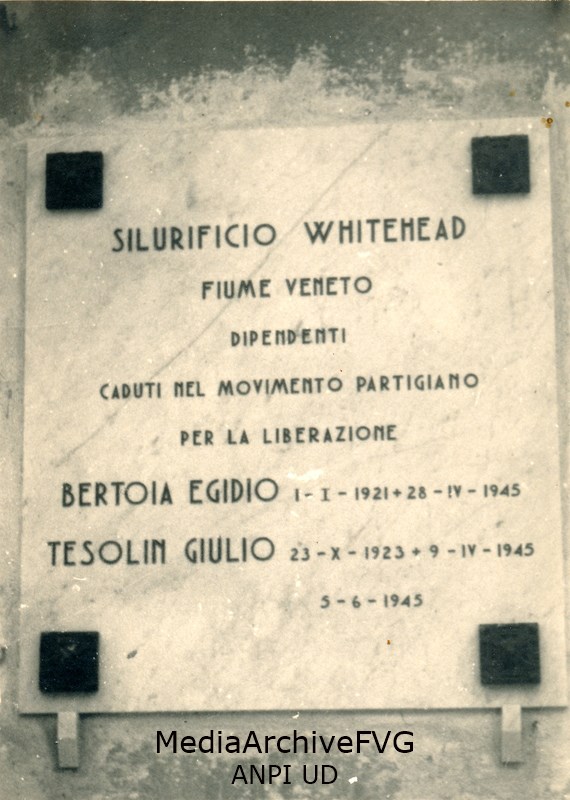 SILURIFICIO WHITEHEAD
FIUME VENETO
DIPENDENTI
CADUTI NEL MOVIMENTO PARTIGIANO
PER LA LIBERAZIONE
BERTOIA EGIDIO 1-I-1921+28-IV-1945
TESOLIN GIULIO 23-X-1923+9-IV-1945
5-6-1945
MediaArchiveFVG
ANPI UD